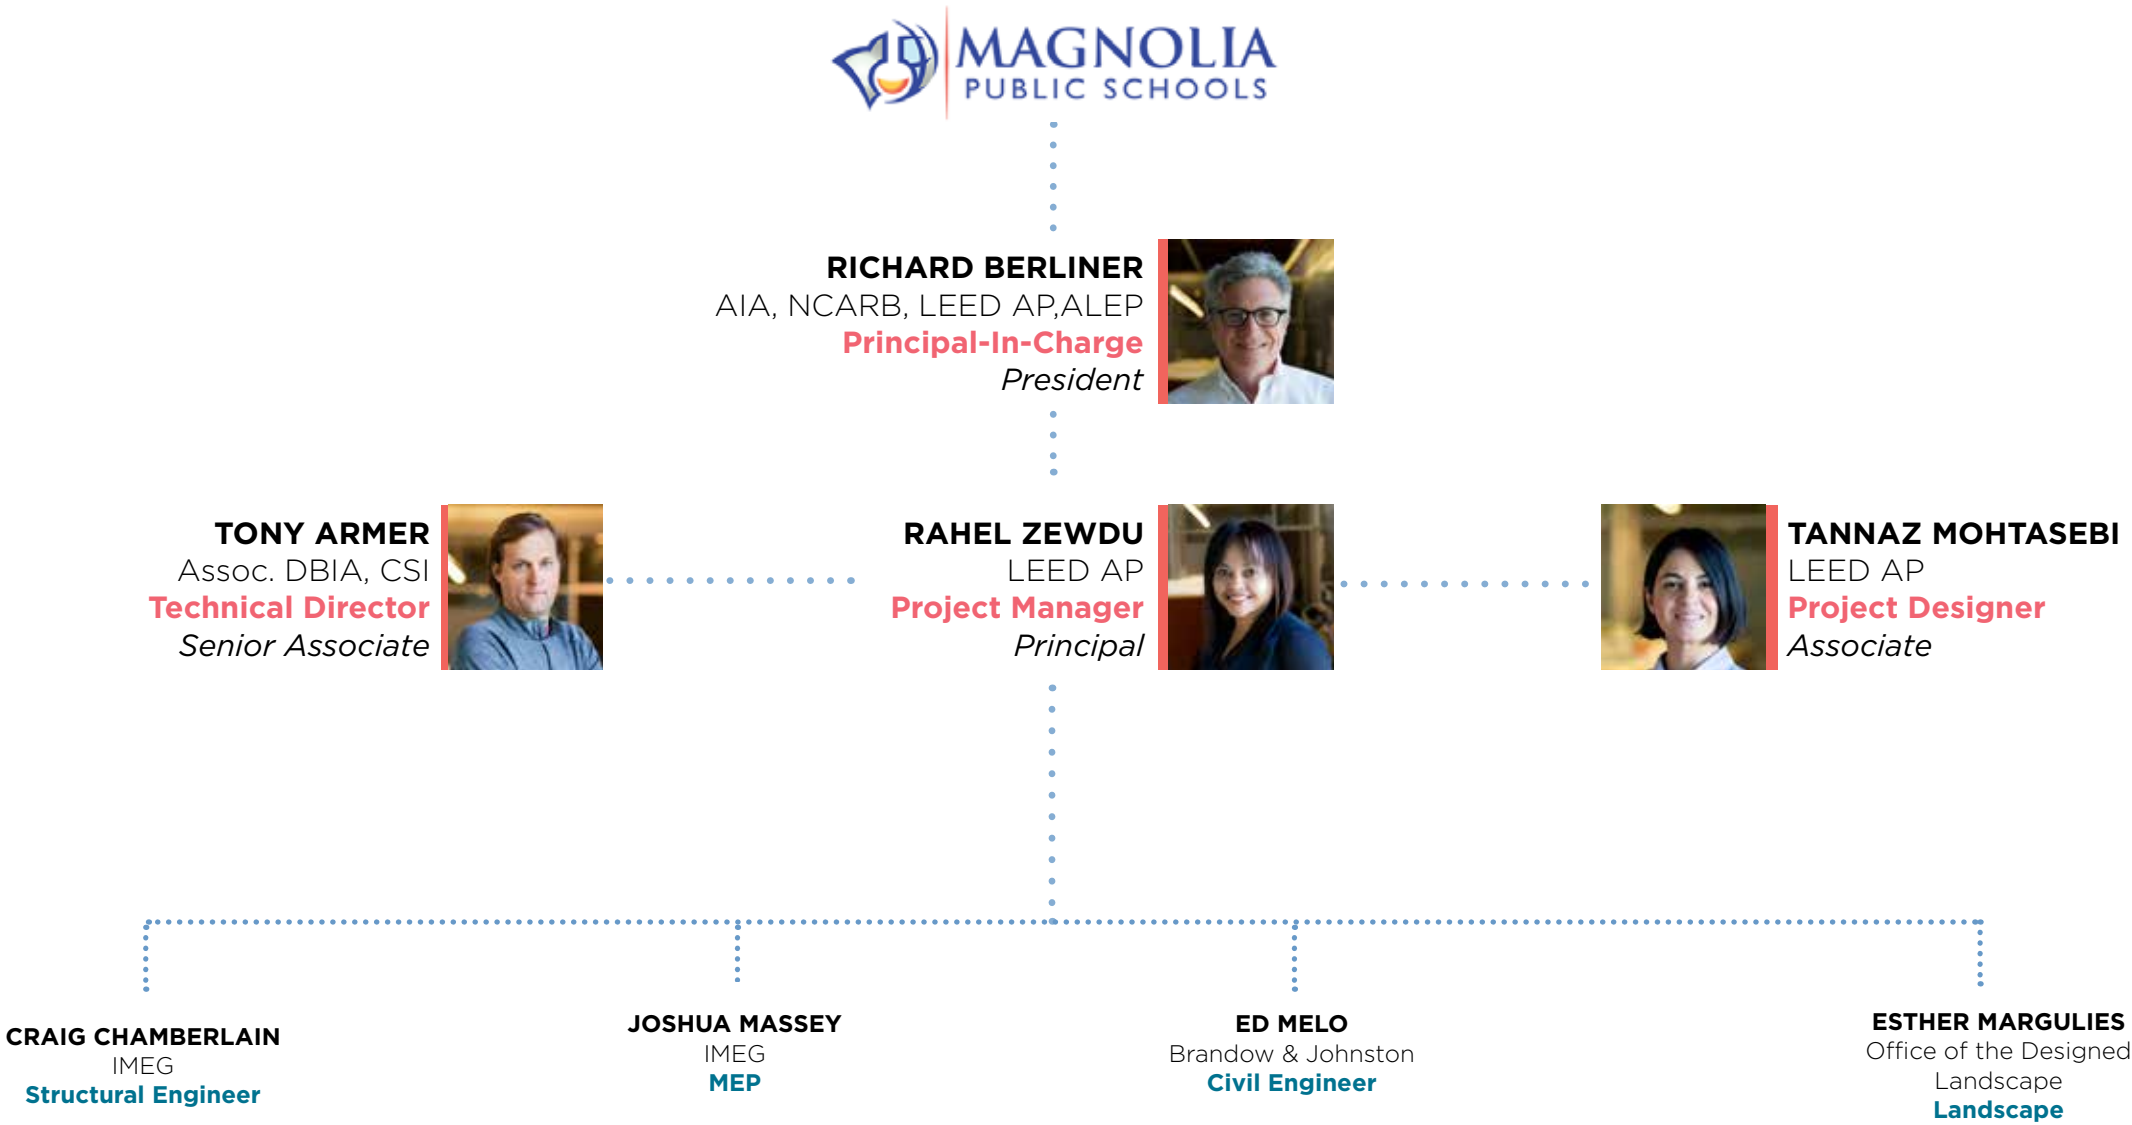 MAGNOLIA
PUBLIC SCHOOLS
RICHARD BERLINER
AIA, NCARB, LEED AP,ALEP
Principal-In-Charge
President
TONY ARMER
Assoc. DBIA, CSI
Technical Director
Senior Associate
RAHEL ZEWDU
LEED AP
Project Manager
Principal
TANNAZ MOHTASEBI
LEED AP
Project Designer
Associate
CRAIG CHAMBERLAIN
IMEG
Structural Engineer
JOSHUA MASSEY
IMEG
MEP
ED MELO
Brandow & Johnston
Civil Engineer
ESTHER MARGULIES
Office of the Designed
Landscape
Landscape